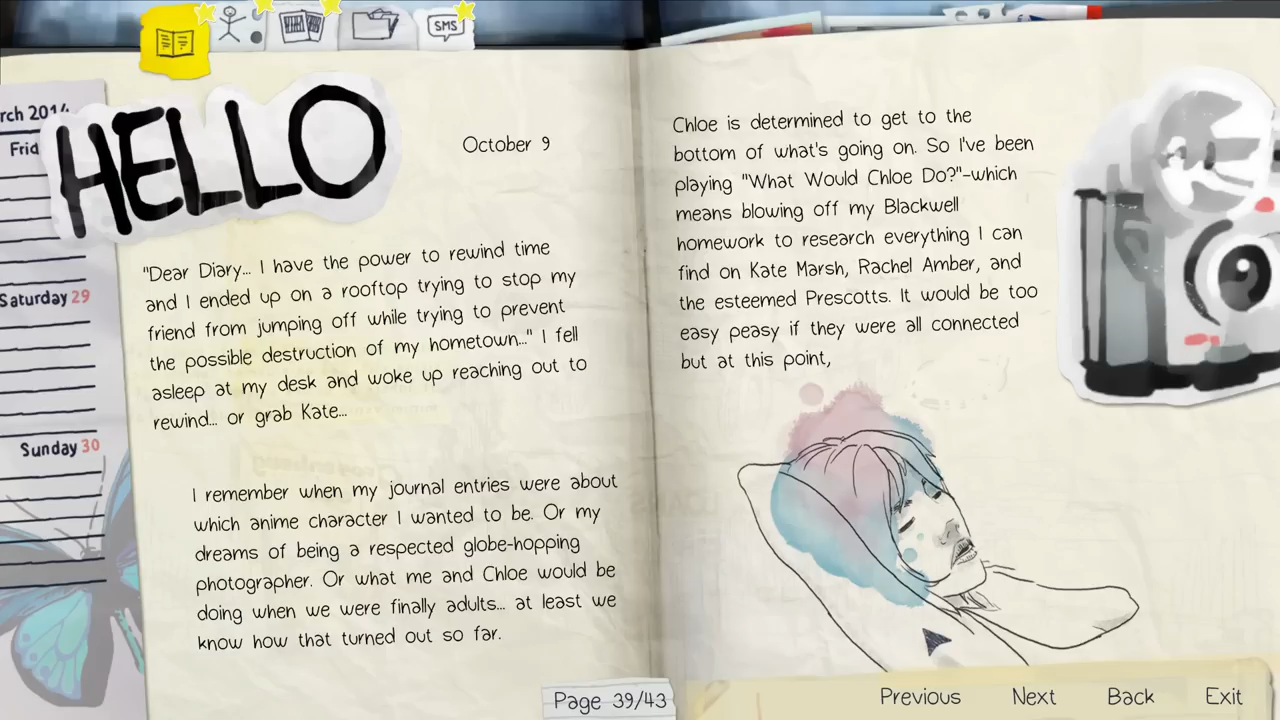 SMS
rch 2014
Frid
Saturday 29
Sunday 30
HELLO
October 9
"Dear Diary... I have the power to rewind time
and I ended up on a rooftop trying to stop my
friend from jumping off while trying to prevent
the possible destruction of my hometown..." I fell
asleep at my desk and woke up reaching out to
rewind... or grab Kate...
I remember when my journal entries were about
which anime character I wanted to be. Or my
dreams of being a respected globe-hopping
photographer. Or what me and Chloe would be
doing when we were finally adults... at least we
know how that turned out so far.
Chloe is determined to get to the
bottom of what's going on. So I've been
playing "What Would Chloe Do?"-which
means blowing off my Blackwell
homework to research everything I can
find on Kate Marsh, Rachel Amber, and
the esteemed Prescotts. It would be too
easy peasy if they were all connected
but at this point,
Page 39/43
Previous Next Back Exit